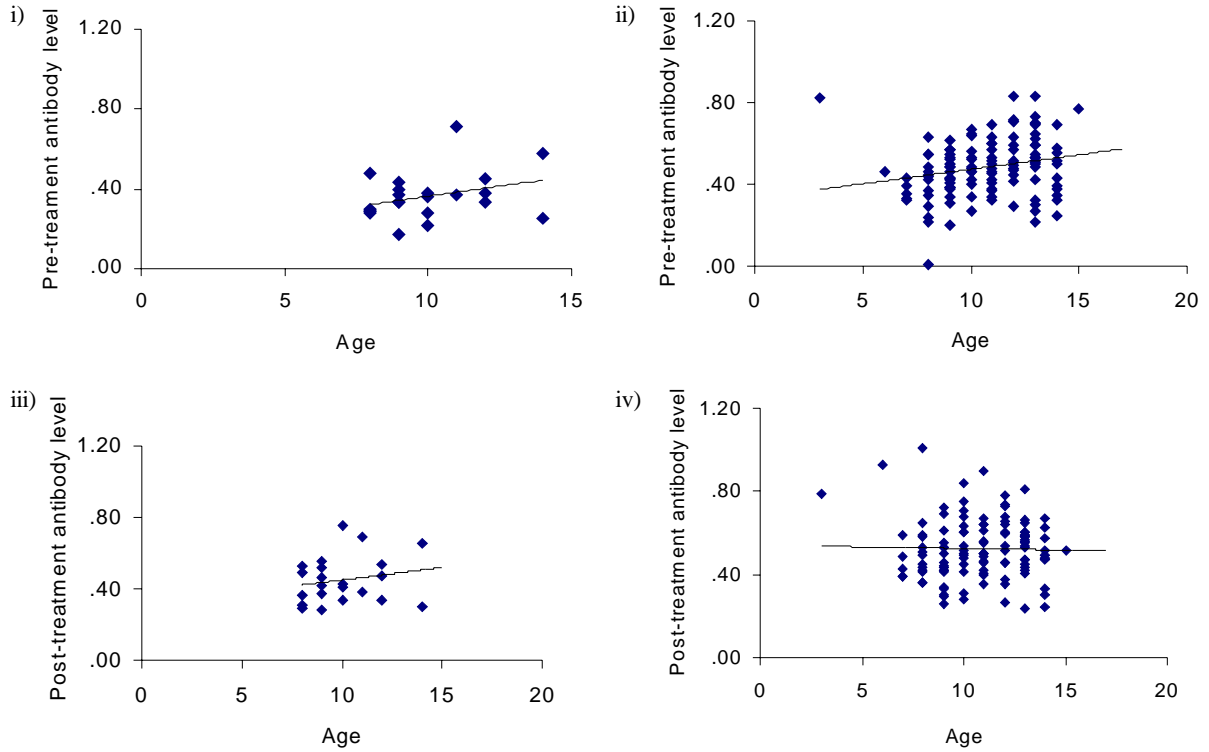 i)
Pre-treament antibody level
1.20
.80
.40
.00
0 5 10 15
Age
ii)
Pre-treatment antibody level
1.20
.80
.40
.00
0 5 10 15 20
Age
iii)
Post-treatment antibody level
1.20
.80
.40
.00
0 5 10 15 20
Age
iv)
Post-treatment antibody level
1.20
.80
.40
.00
0 5 10 15 20
Age